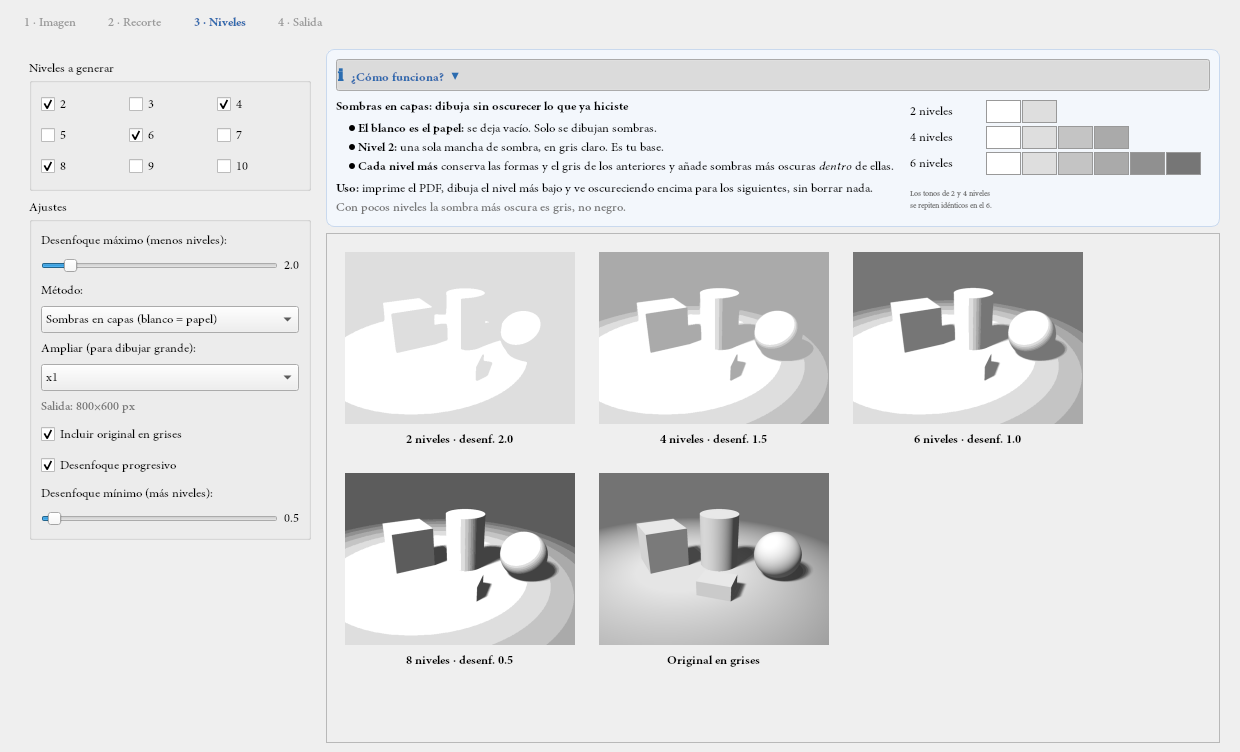 1 · Imagen
2 · Recorte
3 · Niveles
4 · Salida
Niveles a generar
2
3
4
5
6
7
8
9
10
Ajustes
Desenfoque máximo (menos niveles):
2.0
Método:
Sombras en capas (blanco = papel)
Ampliar (para dibujar grande):
x1
Salida: 800×600 px
Incluir original en grises
Desenfoque progresivo
Desenfoque mínimo (más niveles):
0.5
ℹ ¿Cómo funciona? ▼
Sombras en capas: dibuja sin oscurecer lo que ya hiciste
● El blanco es el papel: se deja vacío. Solo se dibujan sombras.
● Nivel 2: una sola mancha de sombra, en gris claro. Es tu base.
● Cada nivel más conserva las formas y el gris de los anteriores y añade sombras más oscuras dentro de ellas.
Uso: imprime el PDF, dibuja el nivel más bajo y ve oscureciendo encima para los siguientes, sin borrar nada.
Con pocos niveles la sombra más oscura es gris, no negro.
2 niveles
4 niveles
6 niveles
Los tonos de 2 y 4 niveles
se repiten idénticos en el 6.
2 niveles · desenf. 2.0
4 niveles · desenf. 1.5
6 niveles · desenf. 1.0
8 niveles · desenf. 0.5
Original en grises